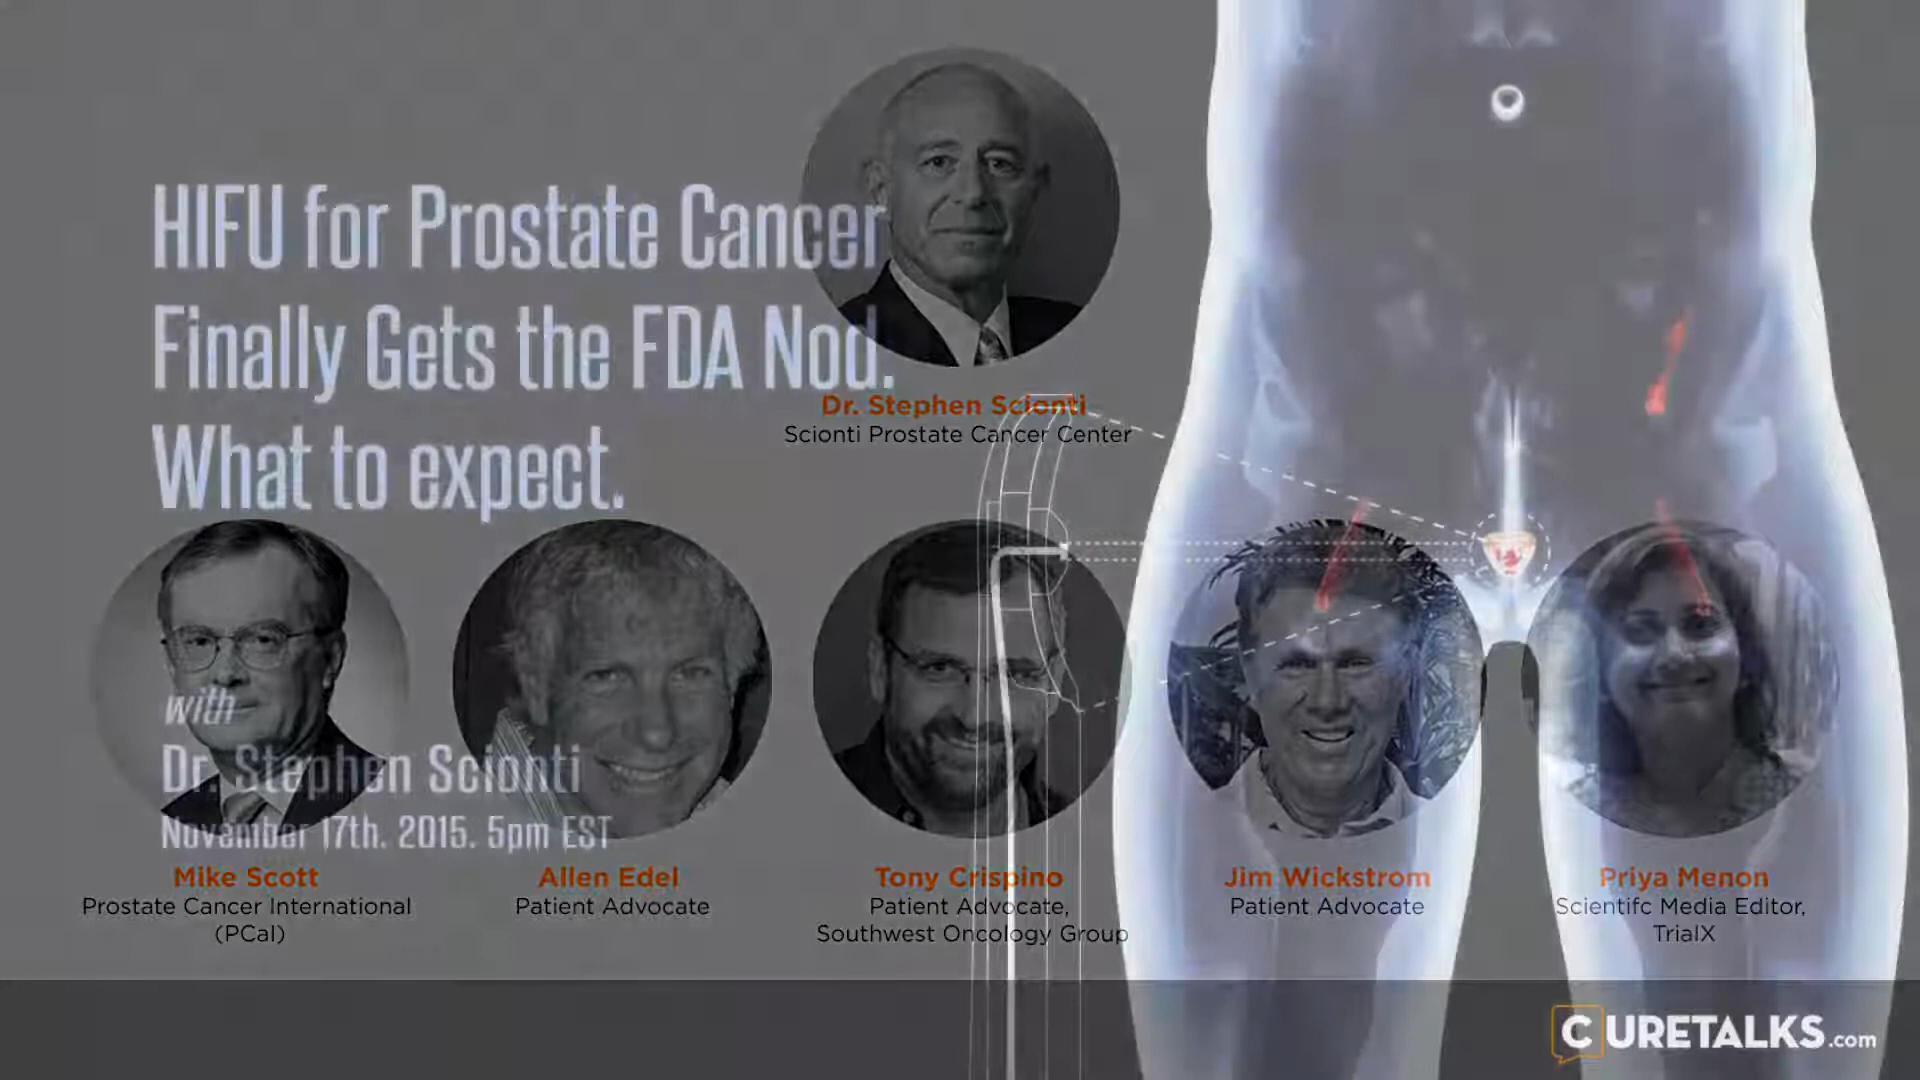 HIFU for Prostate Cancer
Finally Gets the FDA Nod.
What to expect.
with
Dr. Stephen Scionti
November 17th. 2015. 5pm EST
Dr. Stephen Scionti
Scionti Prostate Cancer Center
Mike Scott
Prostate Cancer International
(PCaI)
Allen Edel
Patient Advocate
Tony Crispino
Patient Advocate,
Southwest Oncology Group
Jim Wickstrom
Patient Advocate
Priya Menon
Scientifc Media Editor,
TrialX
CURETALKS.com